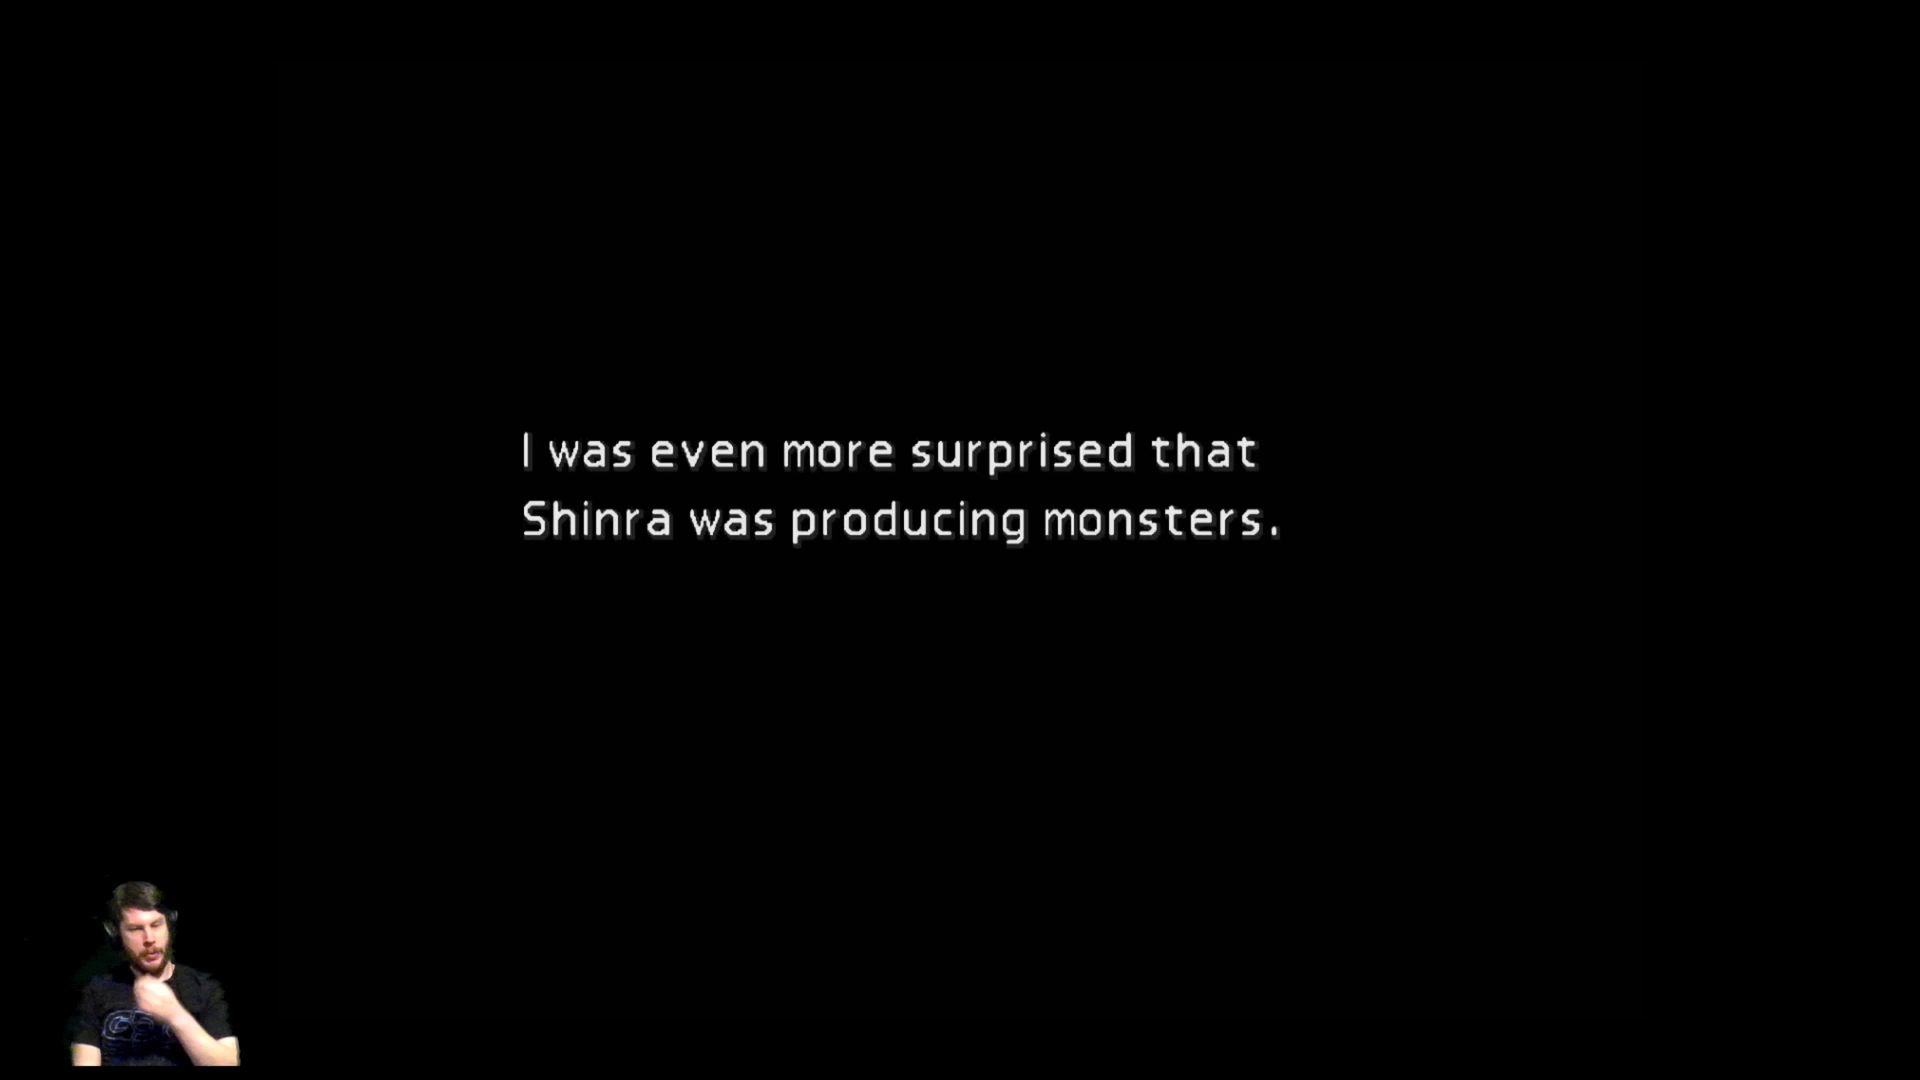 I was even more surprised that
Shinra was producing monsters.